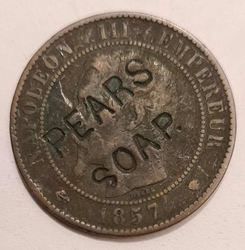 NAPOLEON III EMPEREUR
PEARS
SOAP.
1857